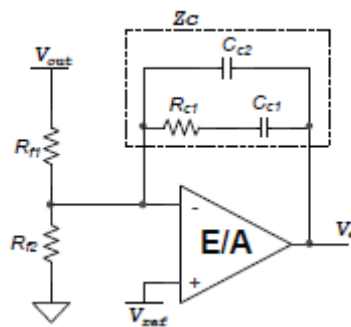 Zc
Cc2
Vout
Rc1
Cc1
Rf1
-
E/A
Rf2
+
Vref